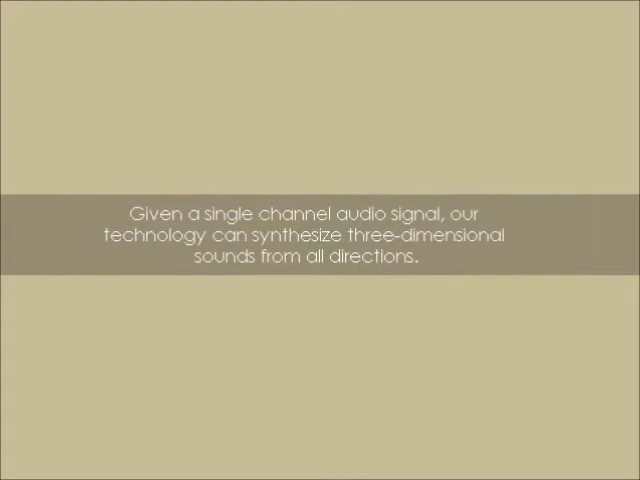 Given a single channel audio signal, our
technology can synthesize three-dimensional
sounds from all directions.